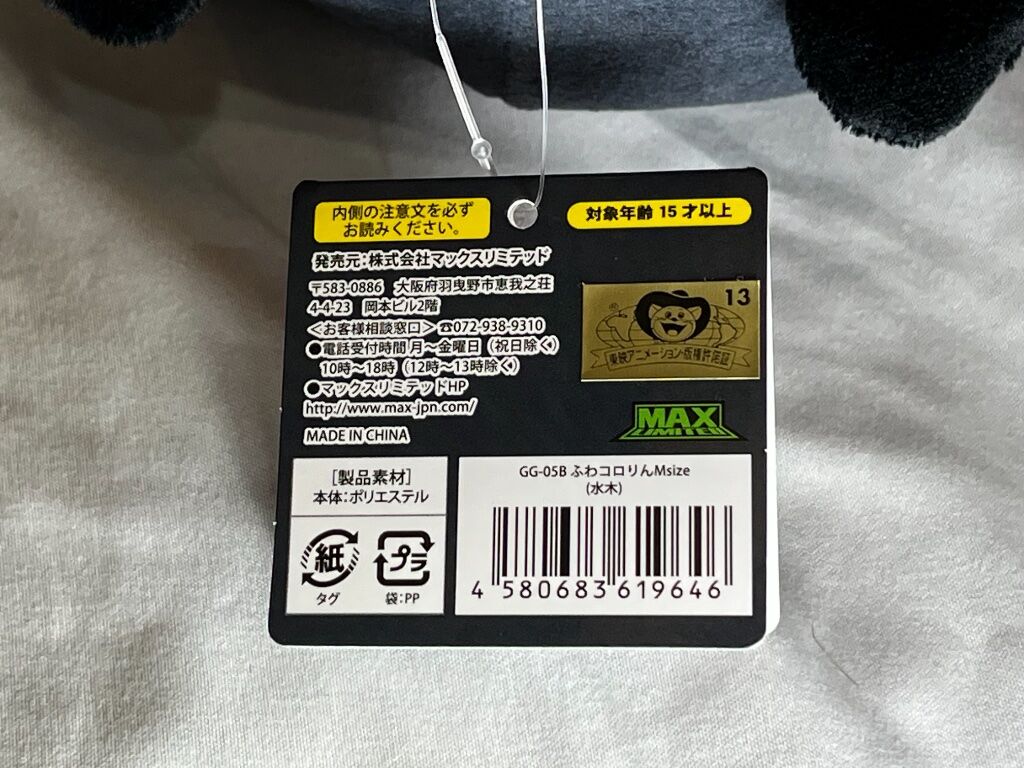 内側の注意文を必ず
お読みください。
対象年齢 15 才以上
発売元：株式会社マックスリミテッド
〒583-0886　大阪府羽曳野市恵我之荘
4-4-23　岡本ビル2階
＜お客様相談窓口＞☎072-938-9310
●電話受付時間 月～金曜日（祝日除く）
10時～18時（12時～13時除く）
●マックスリミテッドHP
http://www.max-jpn.com/
MADE IN CHINA
13
東映アニメーション・版権許諾証
MAX
LIMITED
［製品素材］
本体：ポリエステル
紙
タグ
プラ
袋：PP
GG-05B ふわコロりんMsize
(水木)
4 580683 619646